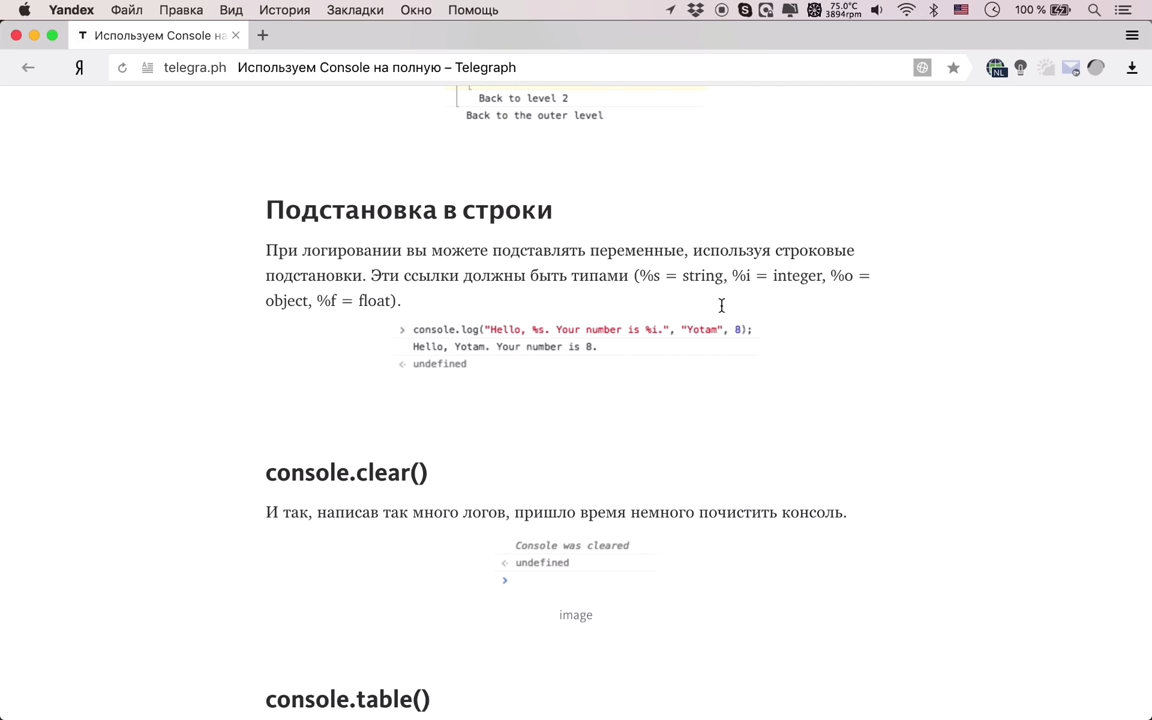 Yandex Файл Правка Вид История Закладки Окно Помощь 75.0°C 3894rpm 100 %
Используем Console на
Я telegra.ph Используем Console на полную – Telegraph NL
Back to level 2
Back to the outer level
Подстановка в строки
При логировании вы можете подставлять переменные, используя строковые
подстановки. Эти ссылки должны быть типами (%s = string, %i = integer, %o =
object, %f = float).
> console.log("Hello, %s. Your number is %i.", "Yotam", 8);
Hello, Yotam. Your number is 8.
undefined
console.clear()
И так, написав так много логов, пришло время немного почистить консоль.
Console was cleared
undefined
>
image
console.table()